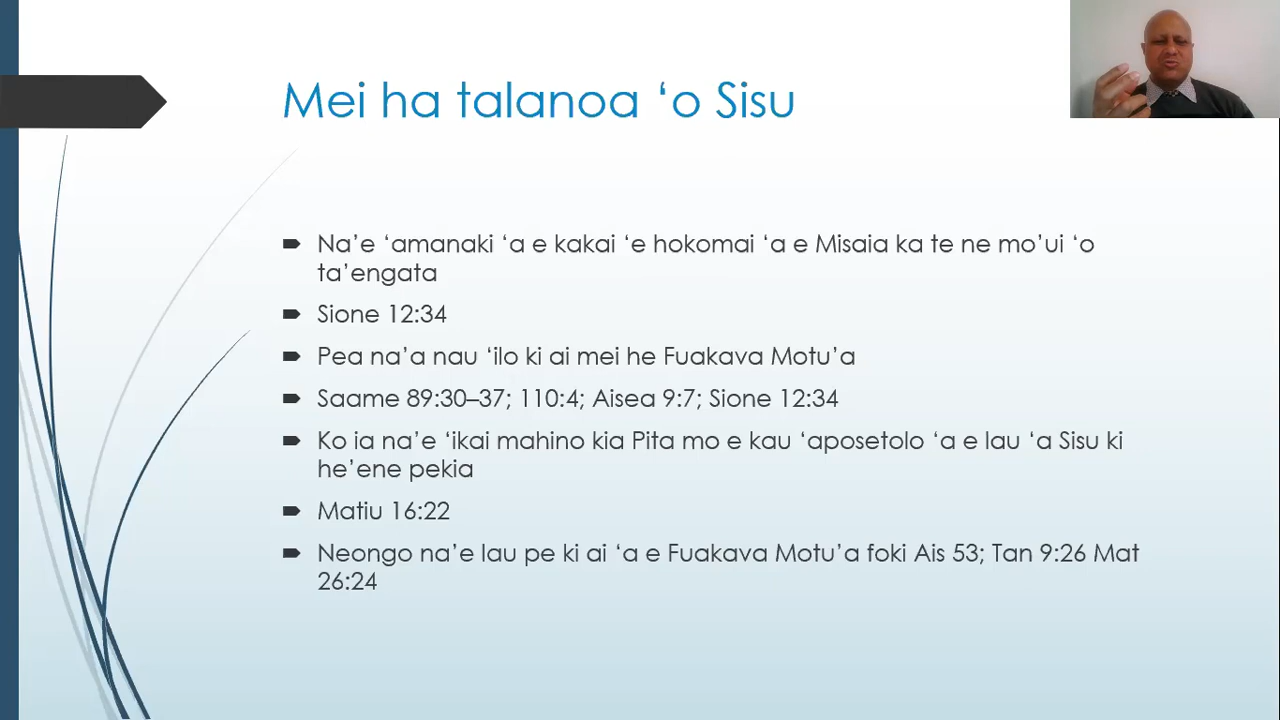 Mei ha talanoa ‘o Sisu
Na’e ‘amanaki ‘a e kakai ‘e hokomai ‘a e Misaia ka te ne mo’ui ‘o
ta’engata
Sione 12:34
Pea na’a nau ‘ilo ki ai mei he Fuakava Motu’a
Saame 89:30–37; 110:4; Aisea 9:7; Sione 12:34
Ko ia na’e ‘ikai mahino kia Pita mo e kau ‘aposetolo ‘a e lau ‘a Sisu ki
he’ene pekia
Matiu 16:22
Neongo na’e lau pe ki ai ‘a e Fuakava Motu’a foki Ais 53; Tan 9:26 Mat
26:24